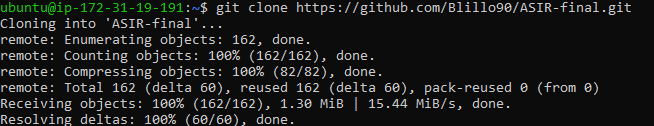 ubuntu@ip-172-31-19-191:~$ git clone https://github.com/Blillo90/ASIR-final.git
Cloning into 'ASIR-final'...
remote: Enumerating objects: 162, done.
remote: Counting objects: 100% (162/162), done.
remote: Compressing objects: 100% (82/82), done.
remote: Total 162 (delta 60), reused 162 (delta 60), pack-reused 0 (from 0)
Receiving objects: 100% (162/162), 1.30 MiB | 15.44 MiB/s, done.
Resolving deltas: 100% (60/60), done.